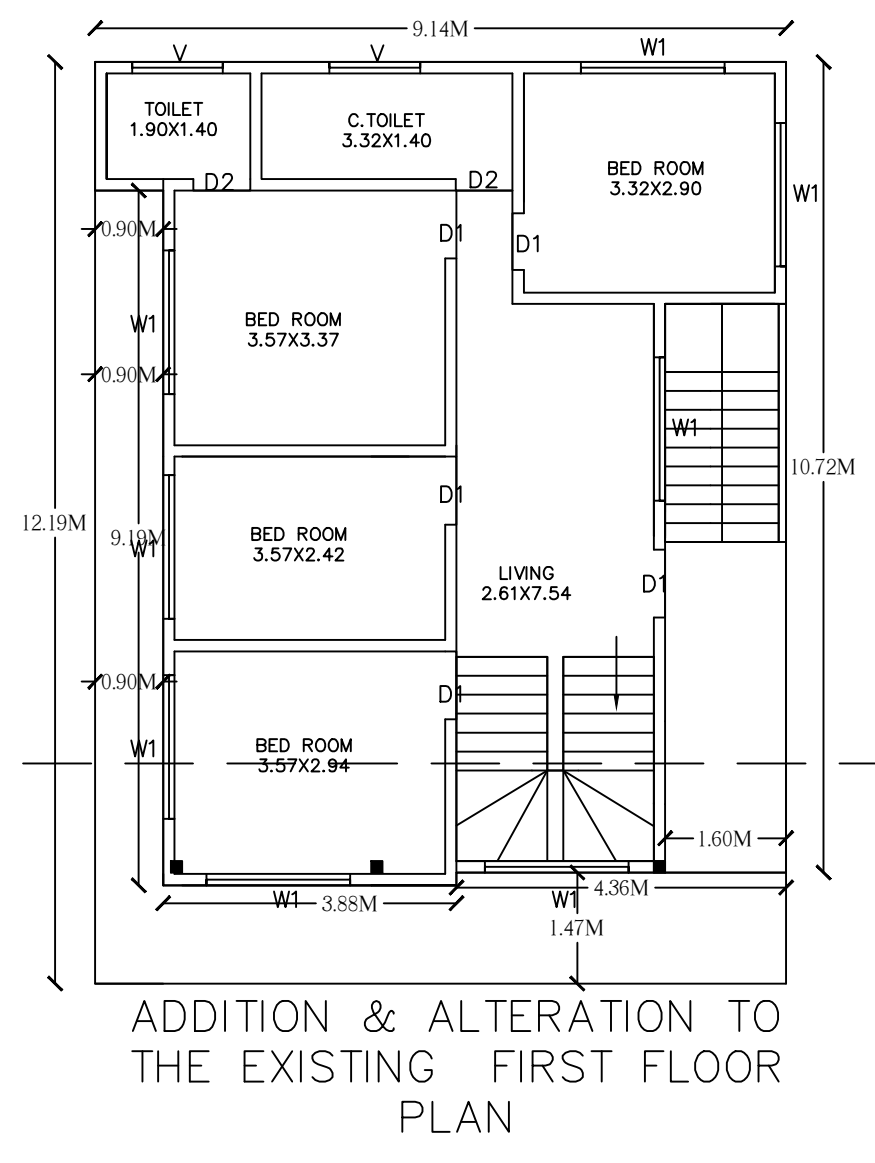 9.14M
V
V
W1
TOILET
1.90X1.40
C.TOILET
3.32X1.40
BED ROOM
3.32X2.90
D2
D2
W1
0.90M
D1
D1
W1
BED ROOM
3.57X3.37
0.90M
W1
10.72M
D1
12.19M
9.19M
W1
BED ROOM
3.57X2.42
LIVING
2.61X7.54
D1
0.90M
D1
W1
BED ROOM
3.57X2.94
1.60M
4.36M
W1
3.88M
W1
1.47M
ADDITION & ALTERATION TO
THE EXISTING FIRST FLOOR
PLAN